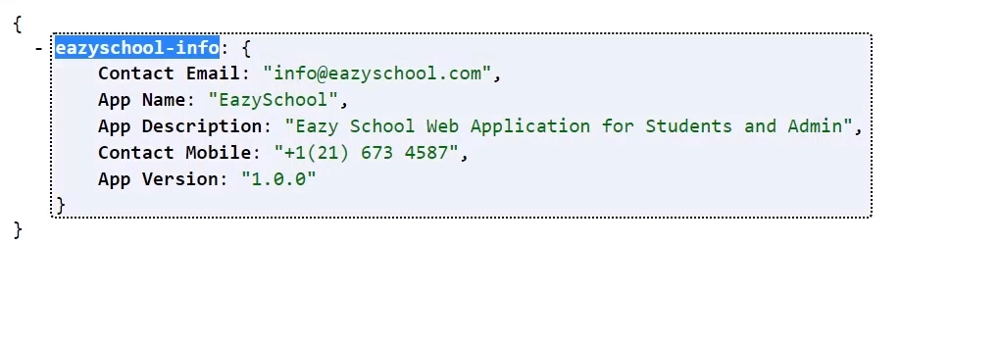 {
- eazyschool-info: {
Contact Email: "info@eazyschool.com",
App Name: "EazySchool",
App Description: "Eazy School Web Application for Students and Admin",
Contact Mobile: "+1(21) 673 4587",
App Version: "1.0.0"
}
}